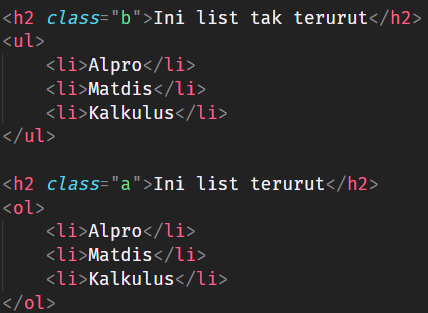 <h2 class="b">Ini list tak terurut</h2>
<ul>
    <li>Alpro</li>
    <li>Matdis</li>
    <li>Kalkulus</li>
</ul>

<h2 class="a">Ini list terurut</h2>
<ol>
    <li>Alpro</li>
    <li>Matdis</li>
    <li>Kalkulus</li>
</ol>